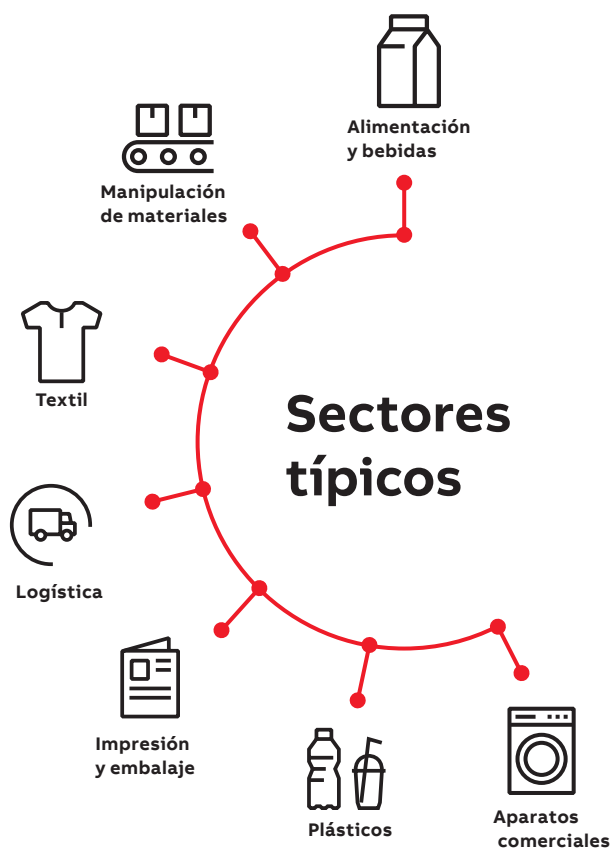 Alimentación
y bebidas
Manipulación
de materiales
Textil
Sectores
típicos
Logística
Impresión
y embalaje
Plásticos
Aparatos
comerciales